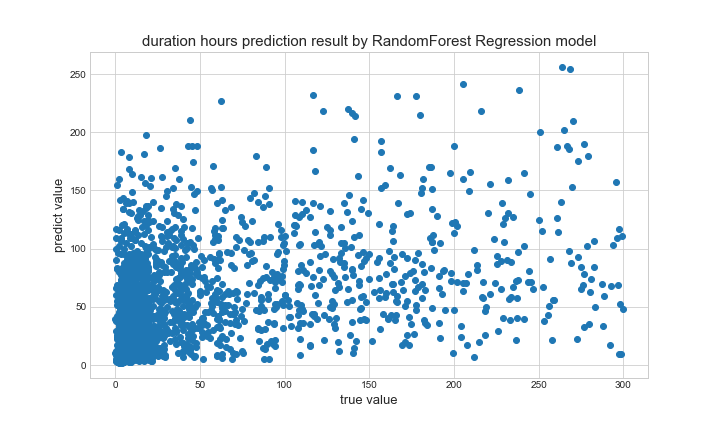 duration hours prediction result by RandomForest Regression model
250
200
150
100
50
0
predict value
0 50 100 150 200 250 300
true value